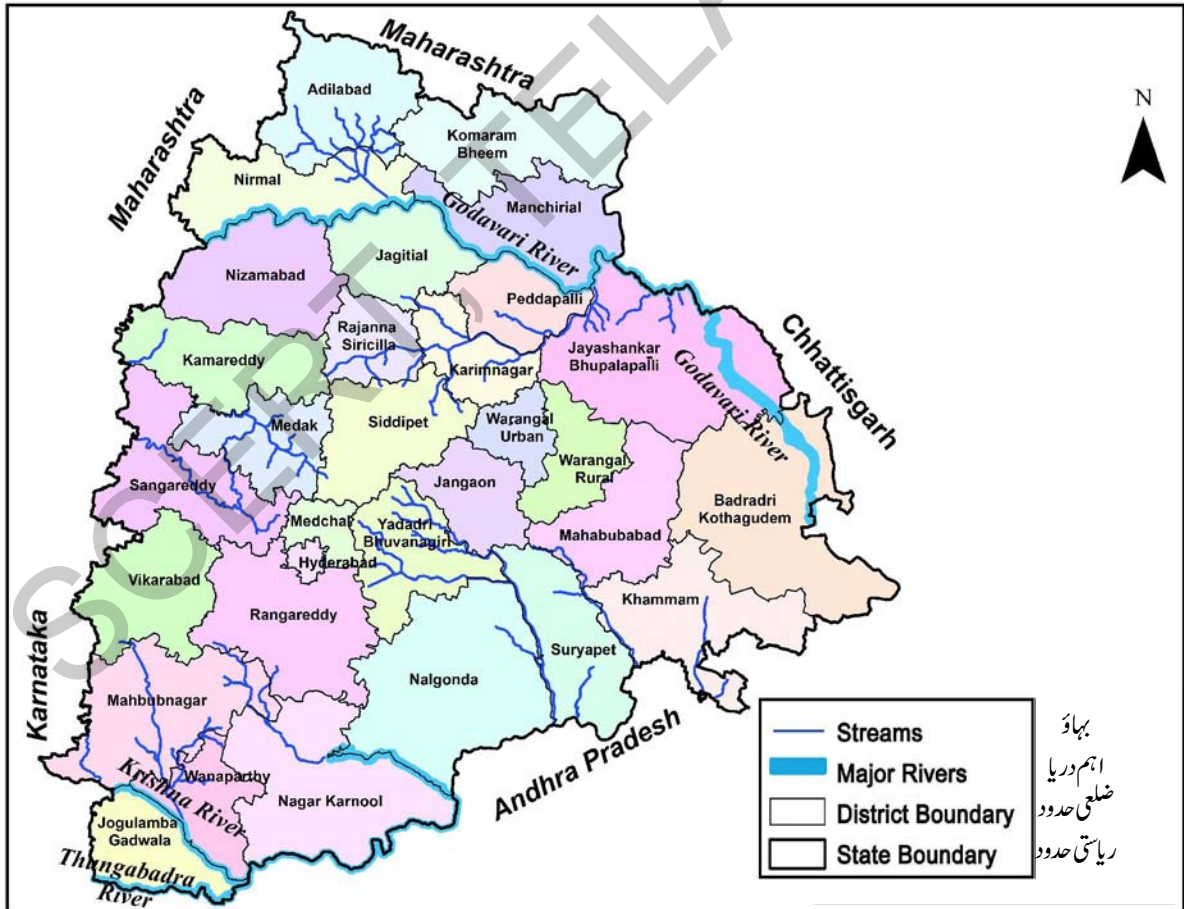 Maharashtra
Maharashtra
N
Adilabad
Komaram
Bheem
Nirmal
Manchirial
Godavari River
Jagitial
Nizamabad
Peddapalli
Rajanna
Siricilla
Kamareddy
Karimnagar
Jayashankar
Bhupalapalli
Godavari River
Chhattisgarh
Medak
Siddipet
Warangal
Urban
Warangal
Rural
Sangareddy
Jangaon
Badradri
Kothagudem
Medchal
Yadadri
Bhuvanagiri
Mahabubabad
Hyderabad
Vikarabad
Rangareddy
Khammam
Karnataka
Suryapet
Nalgonda
Mahbubnagar
Andhra Pradesh
Wanaparthy
Krishna River
Nagar Karnool
Jogulamba
Gadwala
Thungabadra
River
Streams بہاؤ
Major Rivers اہم دریا
District Boundary ضلعی حدود
State Boundary ریاستی حدود
SCERT, TELA